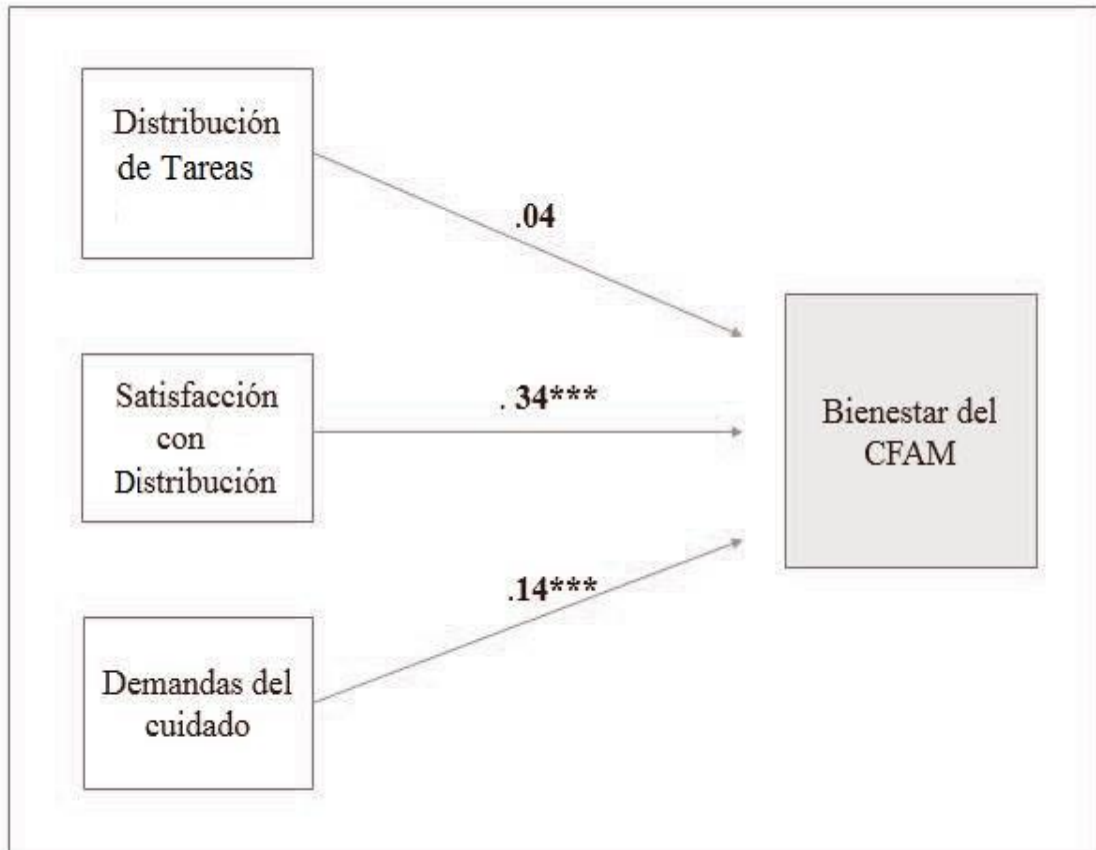 Distribución
de Tareas
.04
Satisfacción
con
Distribución
. 34***
Bienestar del
CFAM
.14***
Demandas del
cuidado